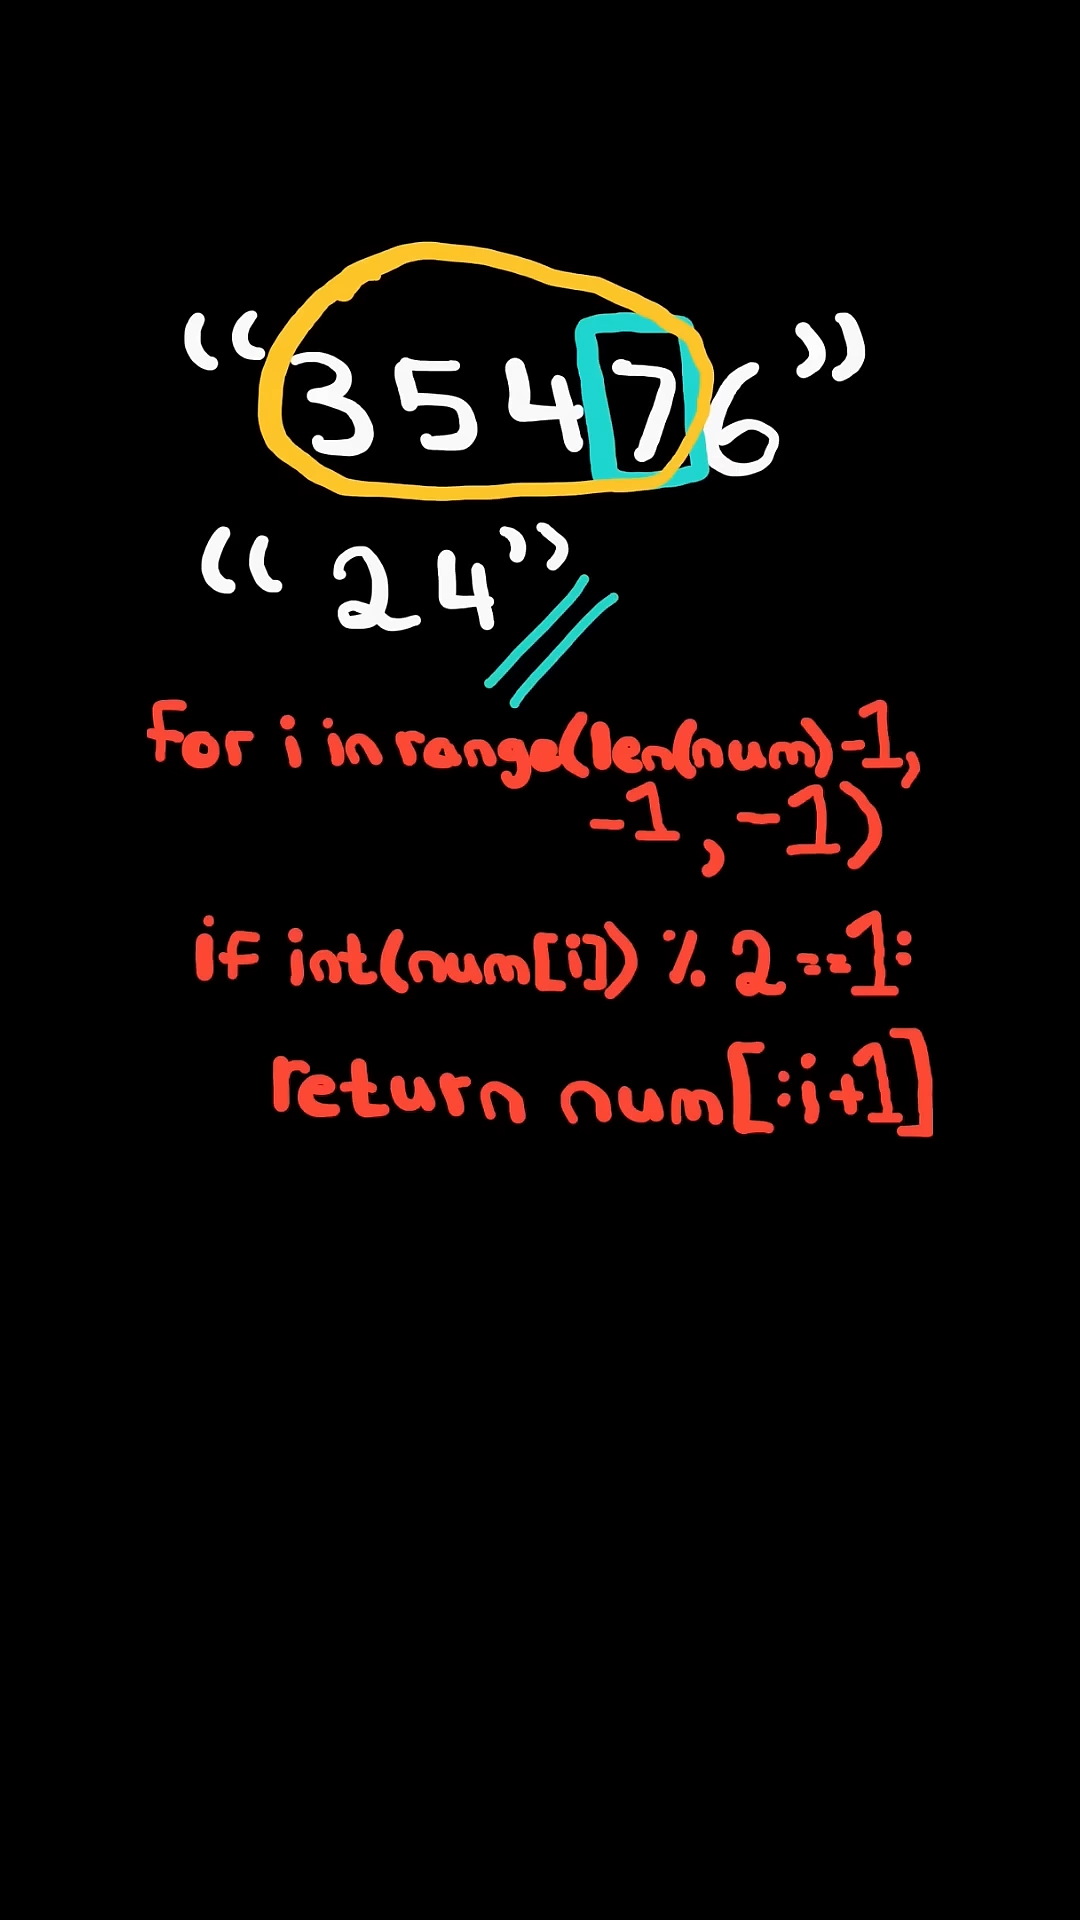 “35476”
“24”
for i in range(len(num)-1,
-1, -1)
if int(num[i]) % 2 ==1:
return num[:i+1]